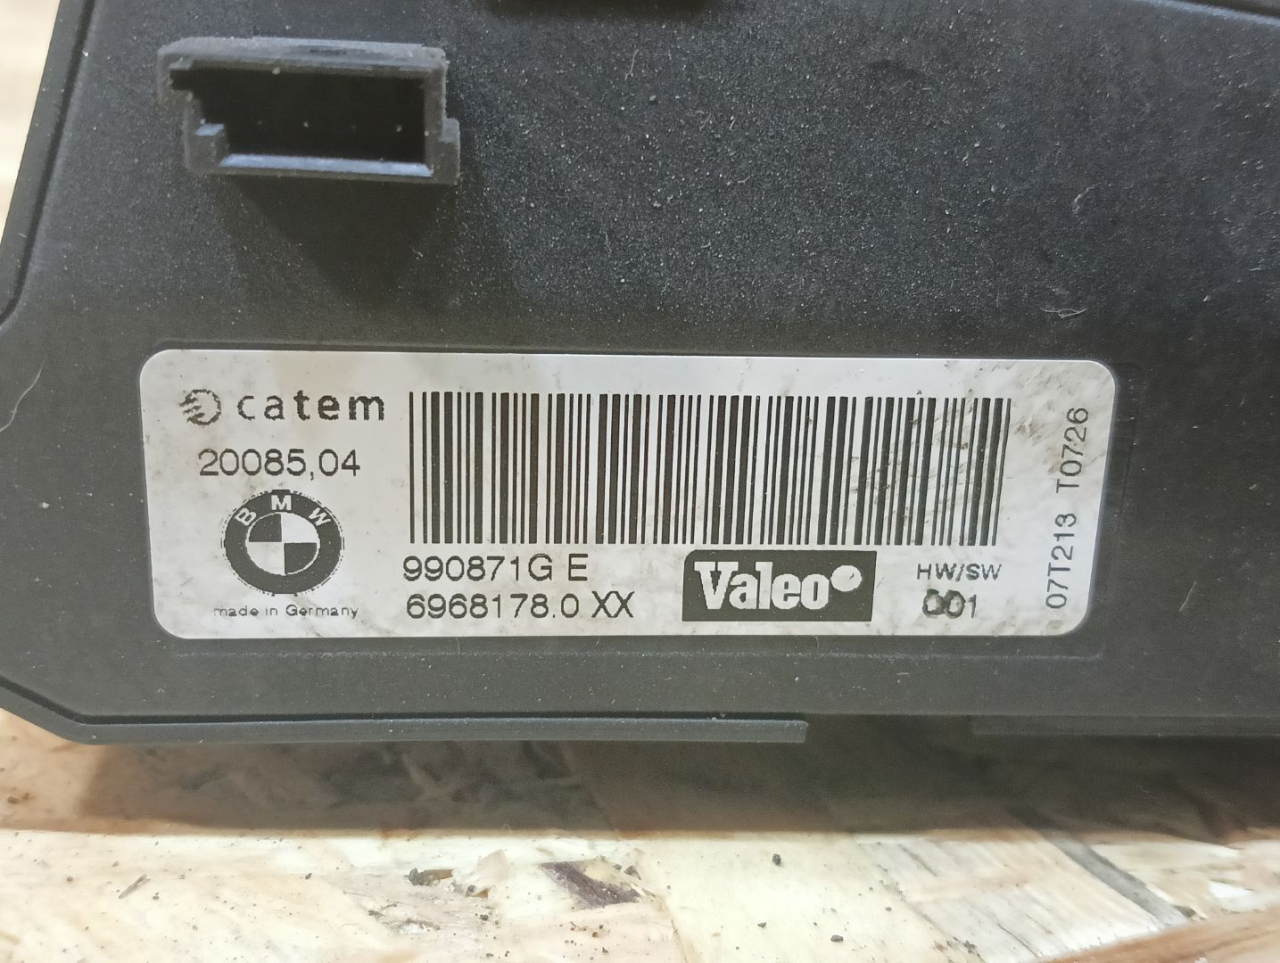 catem
20085,04
BMW
made in Germany
990871G E
6968178.0 XX
Valeo
HW/SW
001
07T213 T0726